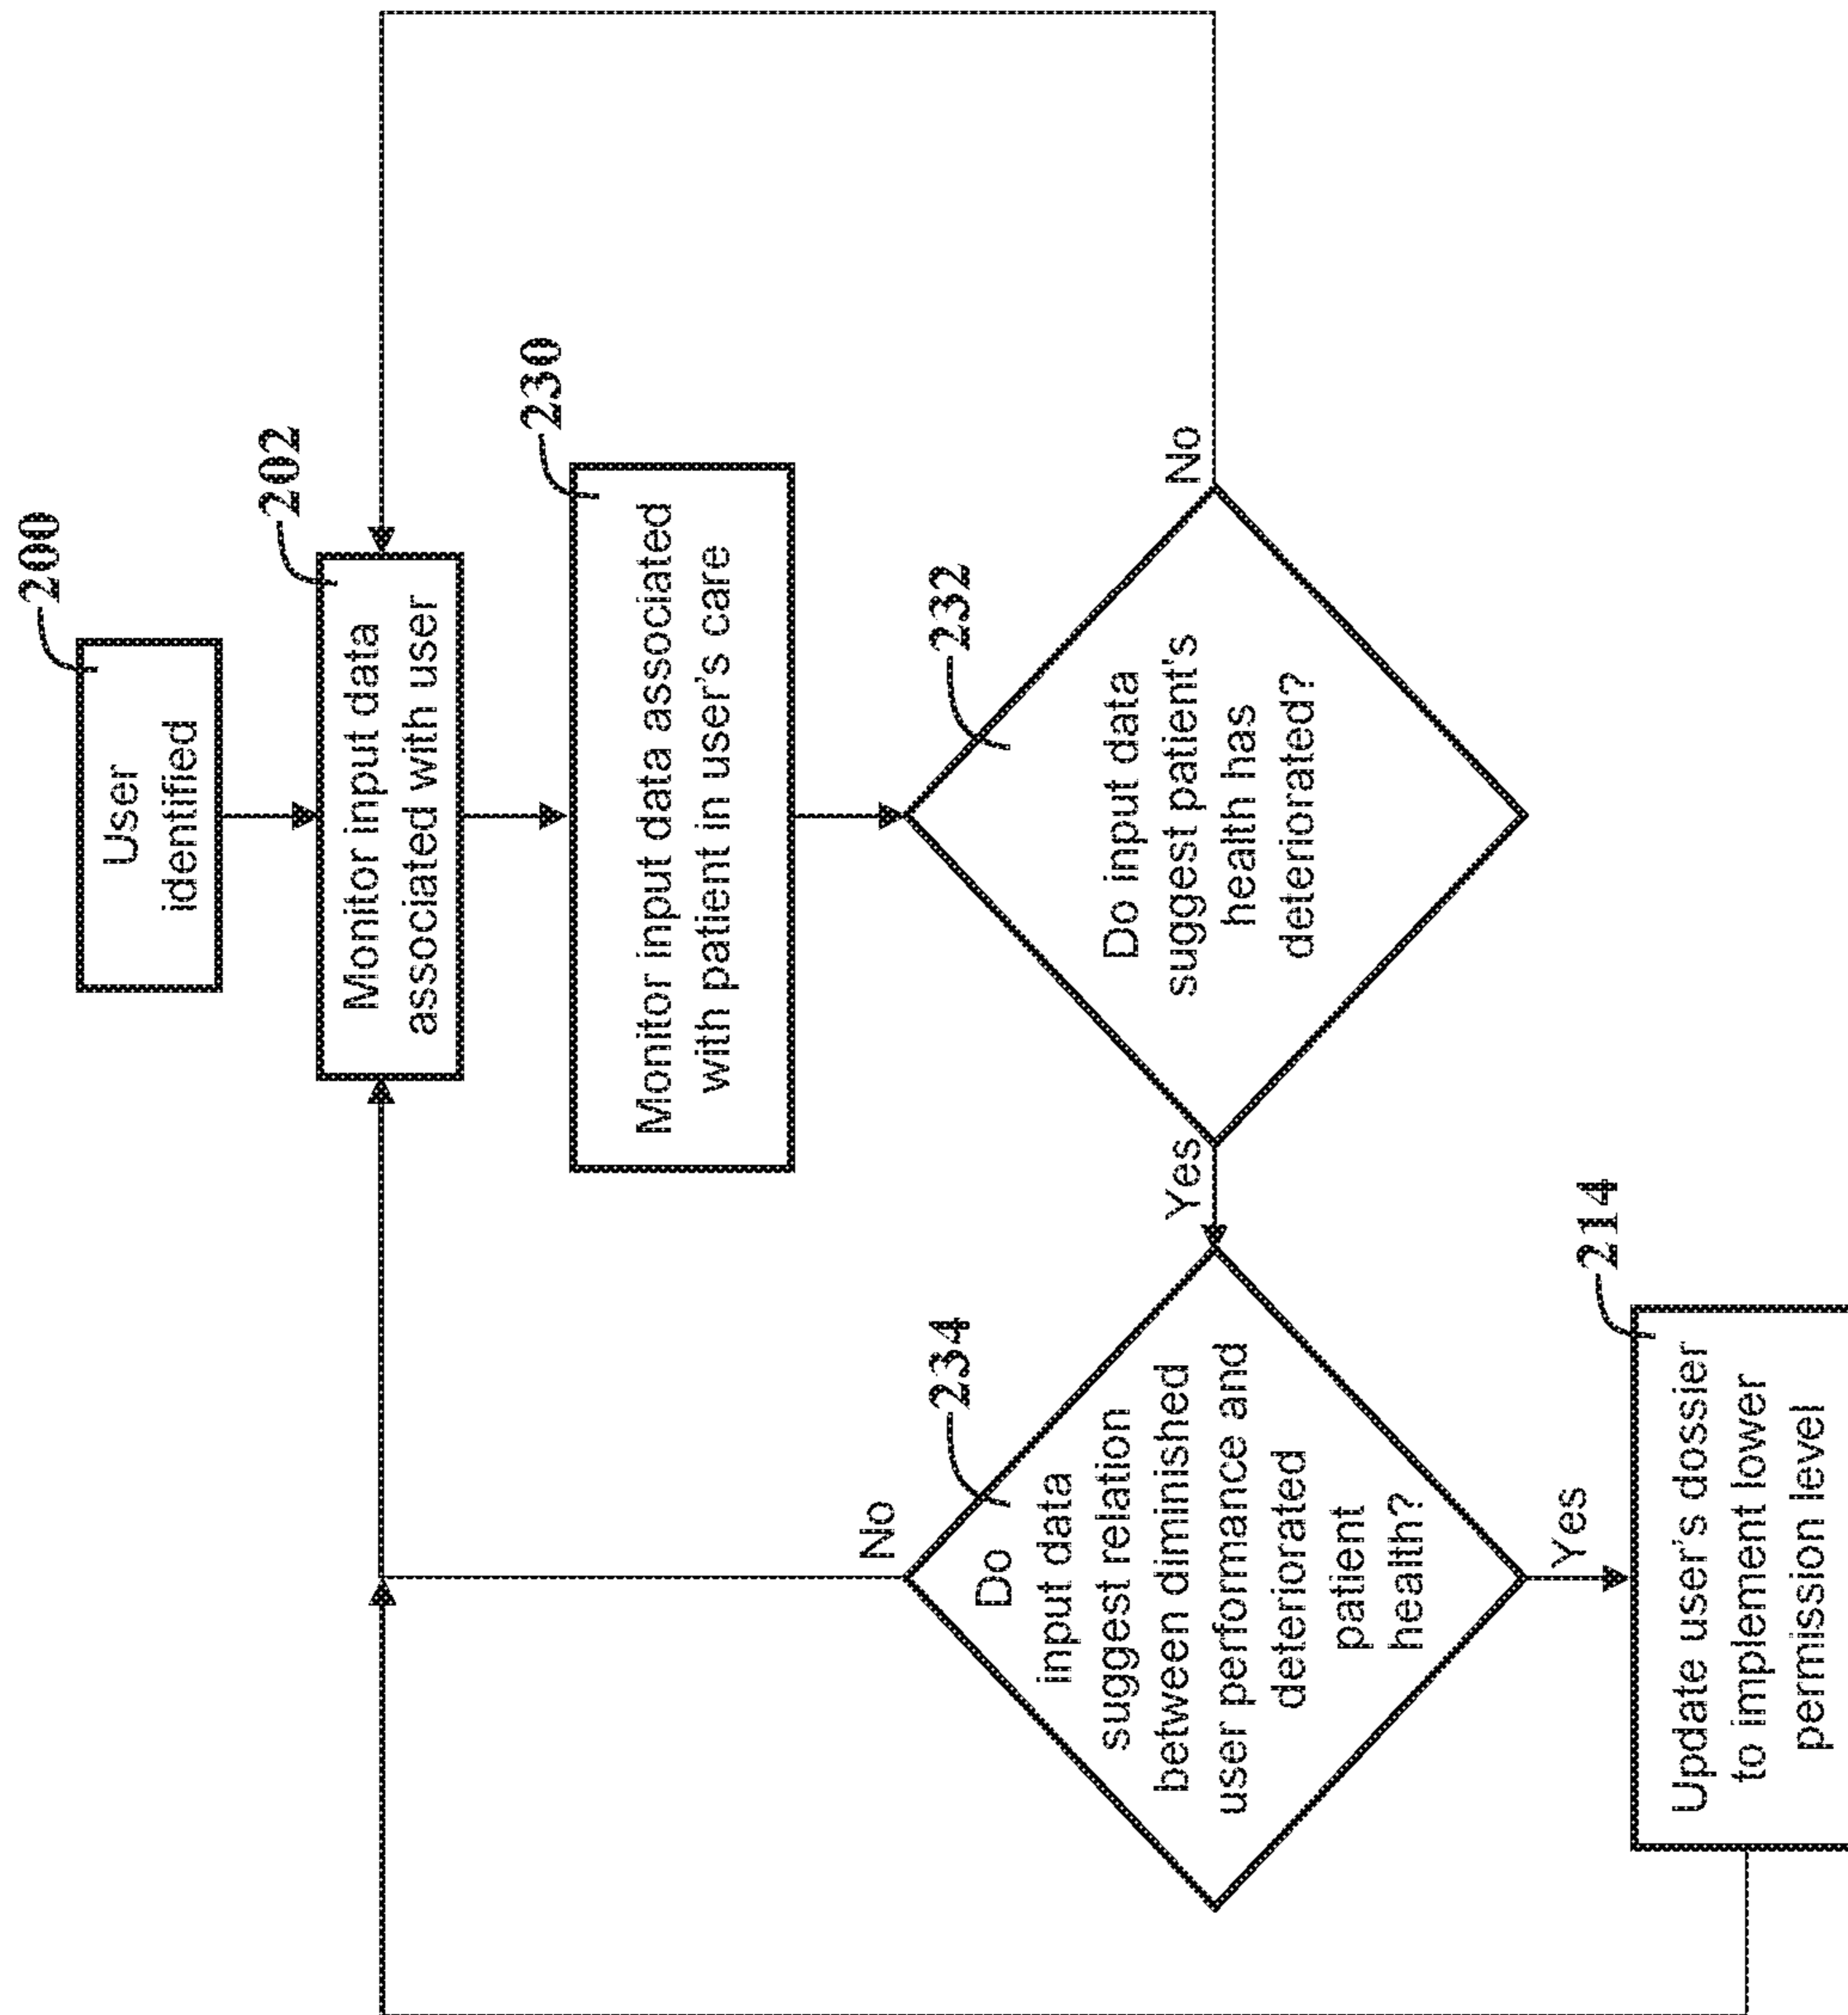 200
User
identified
202
Monitor input data
associated with user
230
Monitor input data associated
with patient in user's care
232
Do input data
suggest patient's
health has
deteriorated?
No
Yes
234
Do
input data
suggest relation
between diminished
user performance and
deteriorated
patient
health?
No
Yes
214
Update user's dossier
to implement lower
permission level